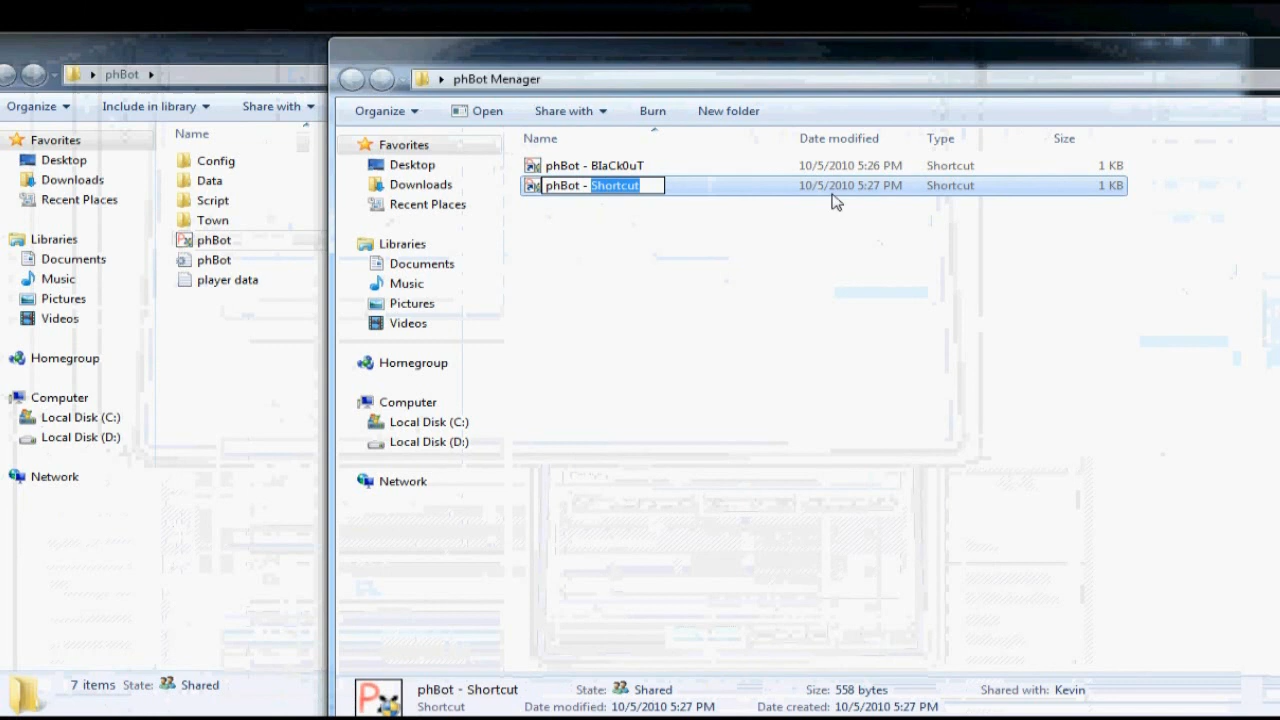 phBot
Organize
Include in library
Share with
Name
Favorites
Desktop
Downloads
Recent Places
Libraries
Documents
Music
Pictures
Videos
Homegroup
Computer
Local Disk (C:)
Local Disk (D:)
Network
Config
Data
Script
Town
phBot
phBot
player data
7 items State: Shared
phBot Menager
Organize
Open
Share with
Burn
New folder
Favorites
Desktop
Downloads
Recent Places
Libraries
Documents
Music
Pictures
Videos
Homegroup
Computer
Local Disk (C:)
Local Disk (D:)
Network
Name Date modified Type Size
phBot - BIaCk0uT 10/5/2010 5:26 PM Shortcut 1 KB
phBot - Shortcut 10/5/2010 5:27 PM Shortcut 1 KB
phBot - Shortcut State: Shared Size: 558 bytes Shared with: Kevin
Shortcut Date modified: 10/5/2010 5:27 PM Date created: 10/5/2010 5:27 PM